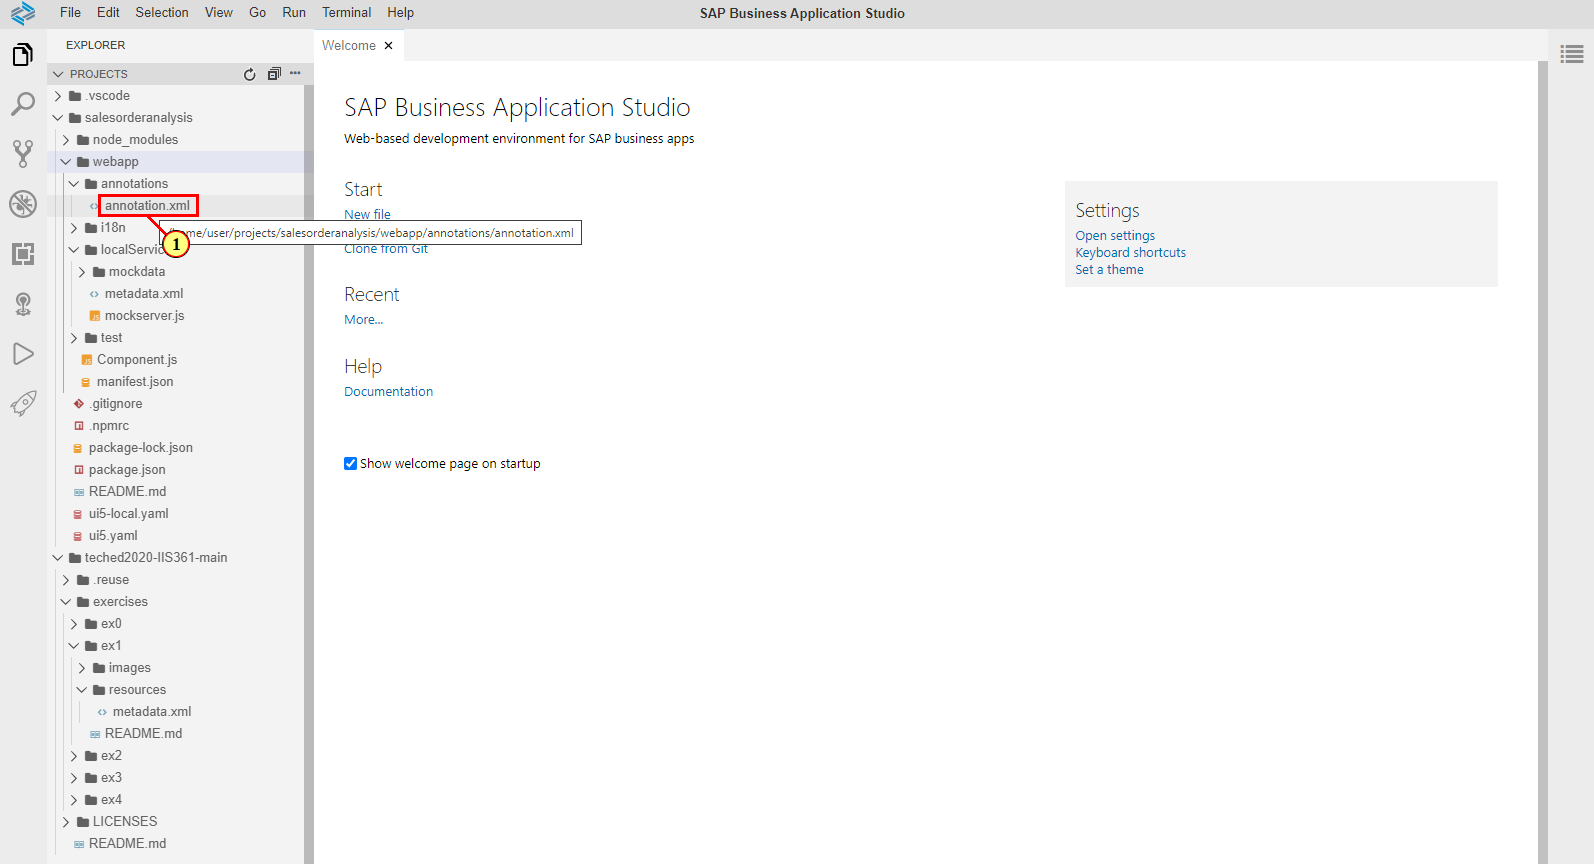 File Edit Selection View Go Run Terminal Help
SAP Business Application Studio
EXPLORER
PROJECTS
.vscode
salesorderanalysis
node_modules
webapp
annotations
annotation.xml
i18n
localServic
mockdata
metadata.xml
mockserver.js
test
Component.js
manifest.json
.gitignore
.npmrc
package-lock.json
package.json
README.md
ui5-local.yaml
ui5.yaml
teched2020-IIS361-main
.reuse
exercises
ex0
ex1
images
resources
metadata.xml
README.md
ex2
ex3
ex4
LICENSES
README.md
1
/home/user/projects/salesorderanalysis/webapp/annotations/annotation.xml
Welcome
SAP Business Application Studio
Web-based development environment for SAP business apps
Start
New file
Clone from Git
Recent
More...
Help
Documentation
Show welcome page on startup
Settings
Open settings
Keyboard shortcuts
Set a theme